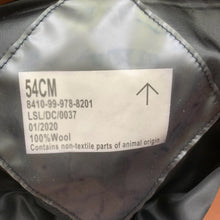 54CM
8410-99-978-8201
LSL/DC/0037
01/2020
100%Wool
Contains non-textile parts of animal origin